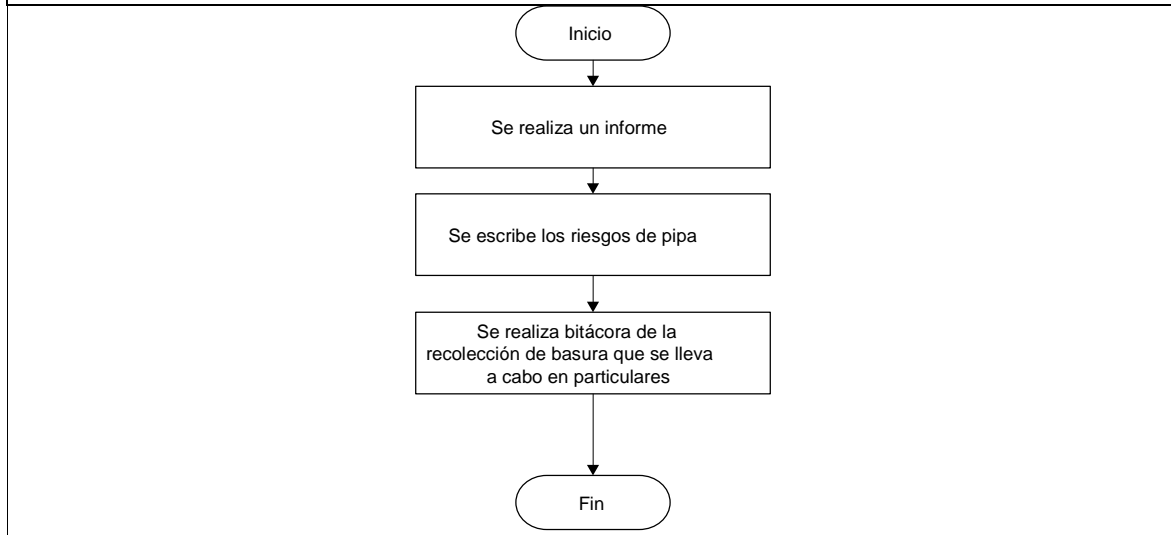 Inicio
Se realiza un informe
Se escribe los riesgos de pipa
Se realiza bitácora de la
recolección de basura que se lleva
a cabo en particulares
Fin